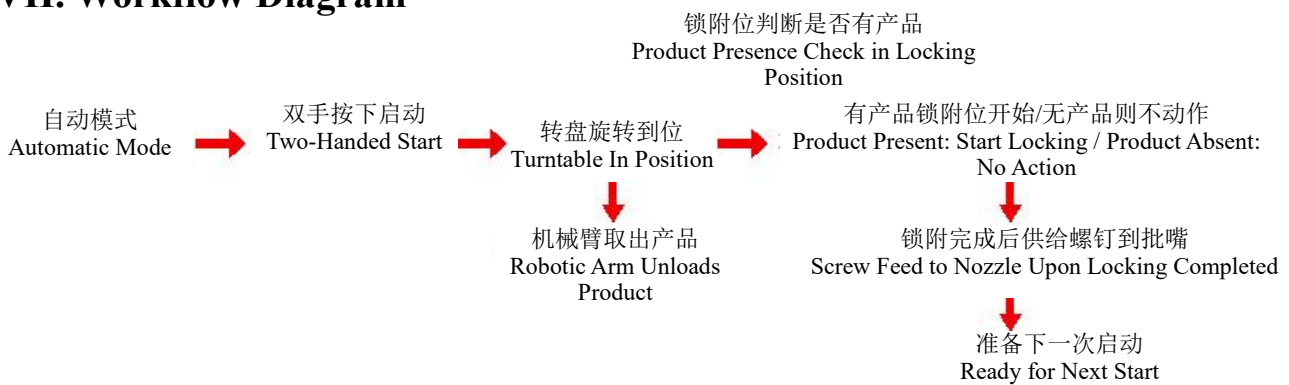 VII. Workflow Diagram
锁附位判断是否有产品
Product Presence Check in Locking
Position
自动模式
Automatic Mode
双手按下启动
Two-Handed Start
转盘旋转到位
Turntable In Position
有产品锁附位开始/无产品则不动作
Product Present: Start Locking / Product Absent:
No Action
机械臂取出产品
Robotic Arm Unloads
Product
锁附完成后供给螺钉到批嘴
Screw Feed to Nozzle Upon Locking Completed
准备下一次启动
Ready for Next Start